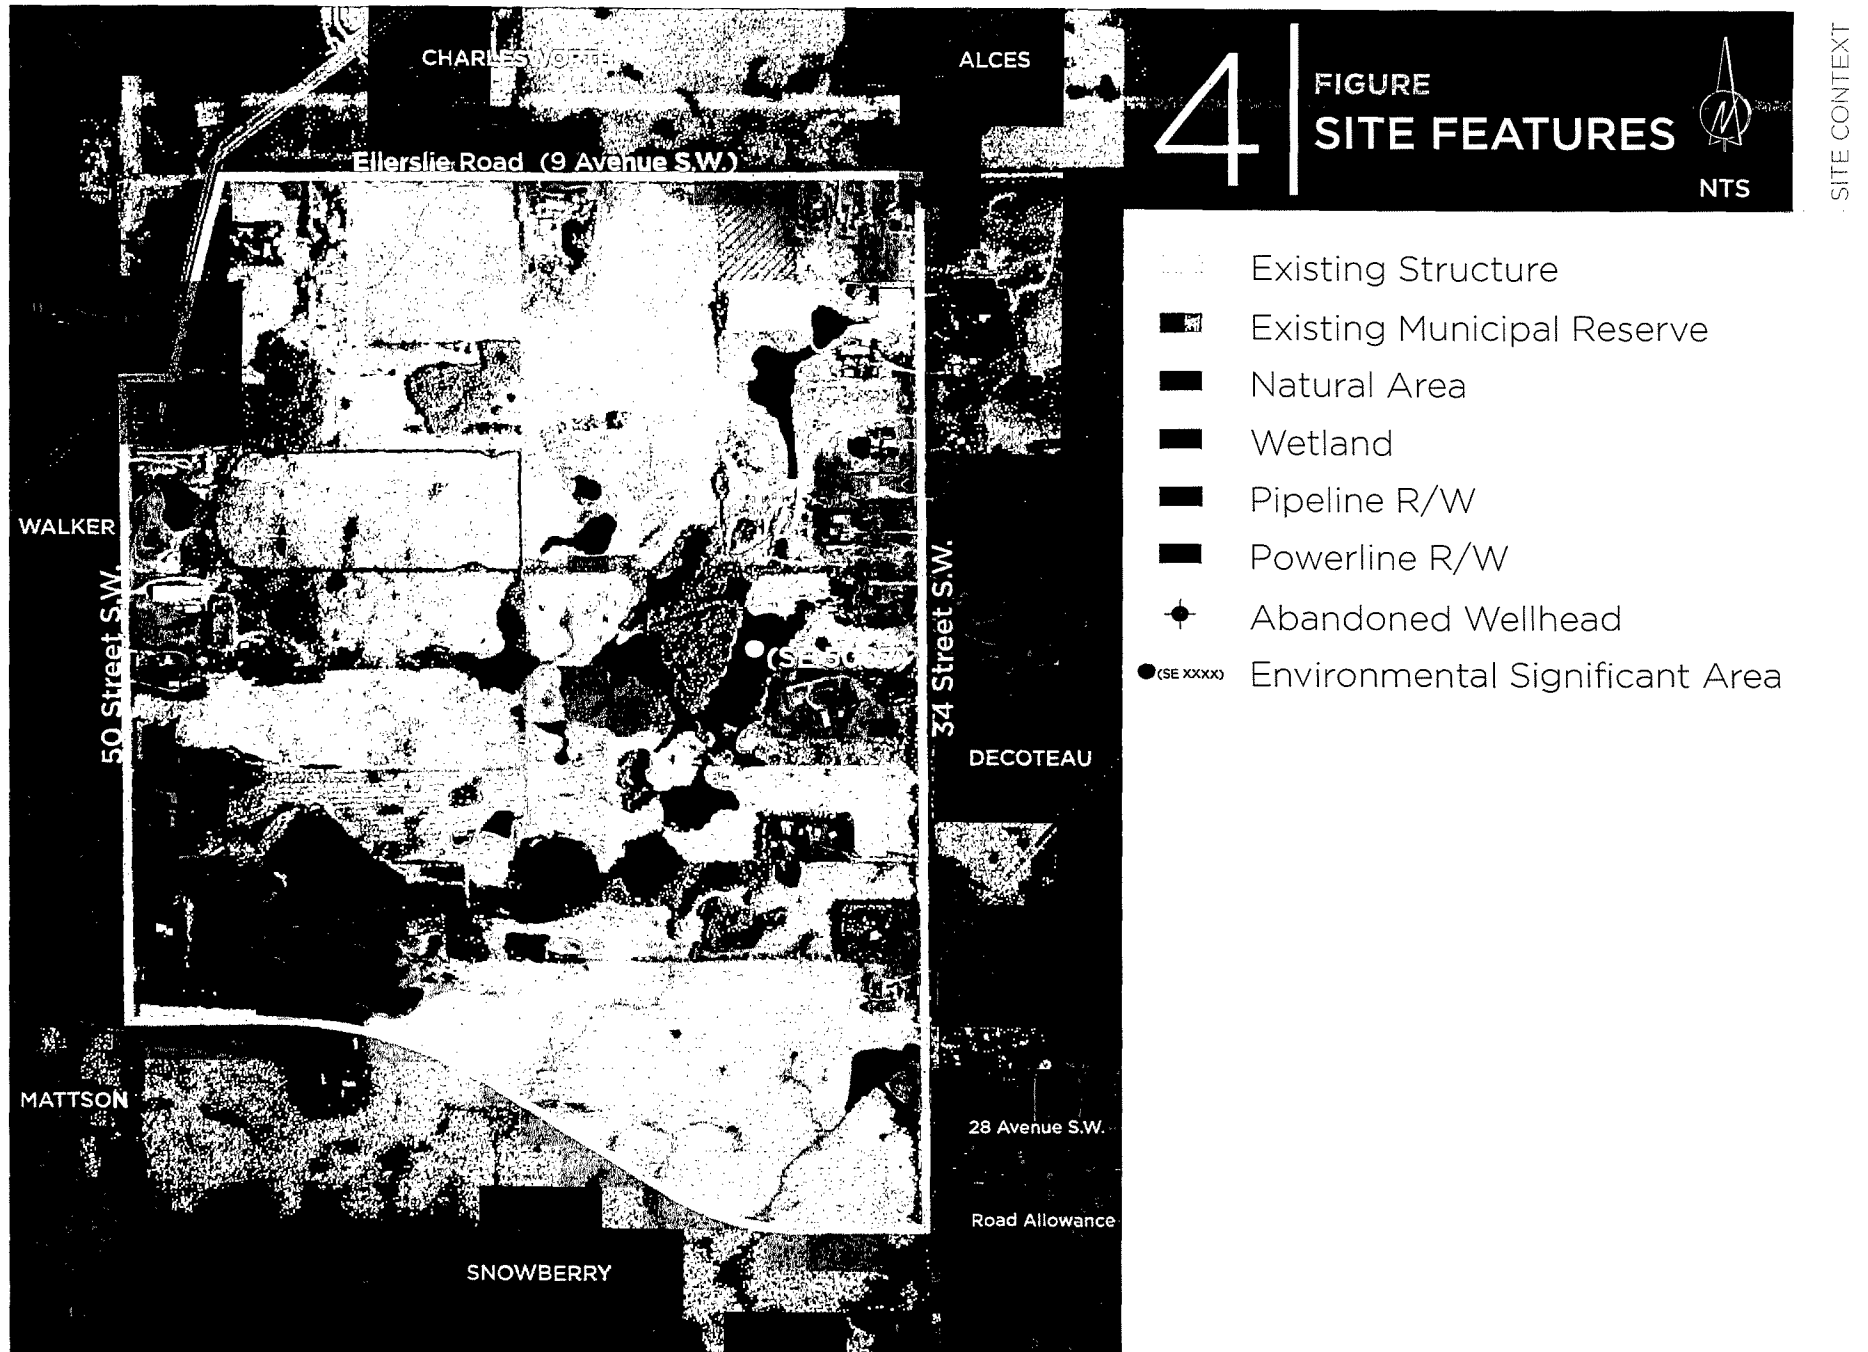 CHARLESWORTH
ALCES
Ellerslie Road (9 Avenue S.W.)
WALKER
50 Street S.W.
34 Street S.W.
(SE
DECOTEAU
MATTSON
28 Avenue S.W.
Road Allowance
SNOWBERRY
4
FIGURE
SITE FEATURES
NTS
SITE CONTEXT
Existing Structure
Existing Municipal Reserve
Natural Area
Wetland
Pipeline R/W
Powerline R/W
Abandoned Wellhead
(SE XXXX) Environmental Significant Area